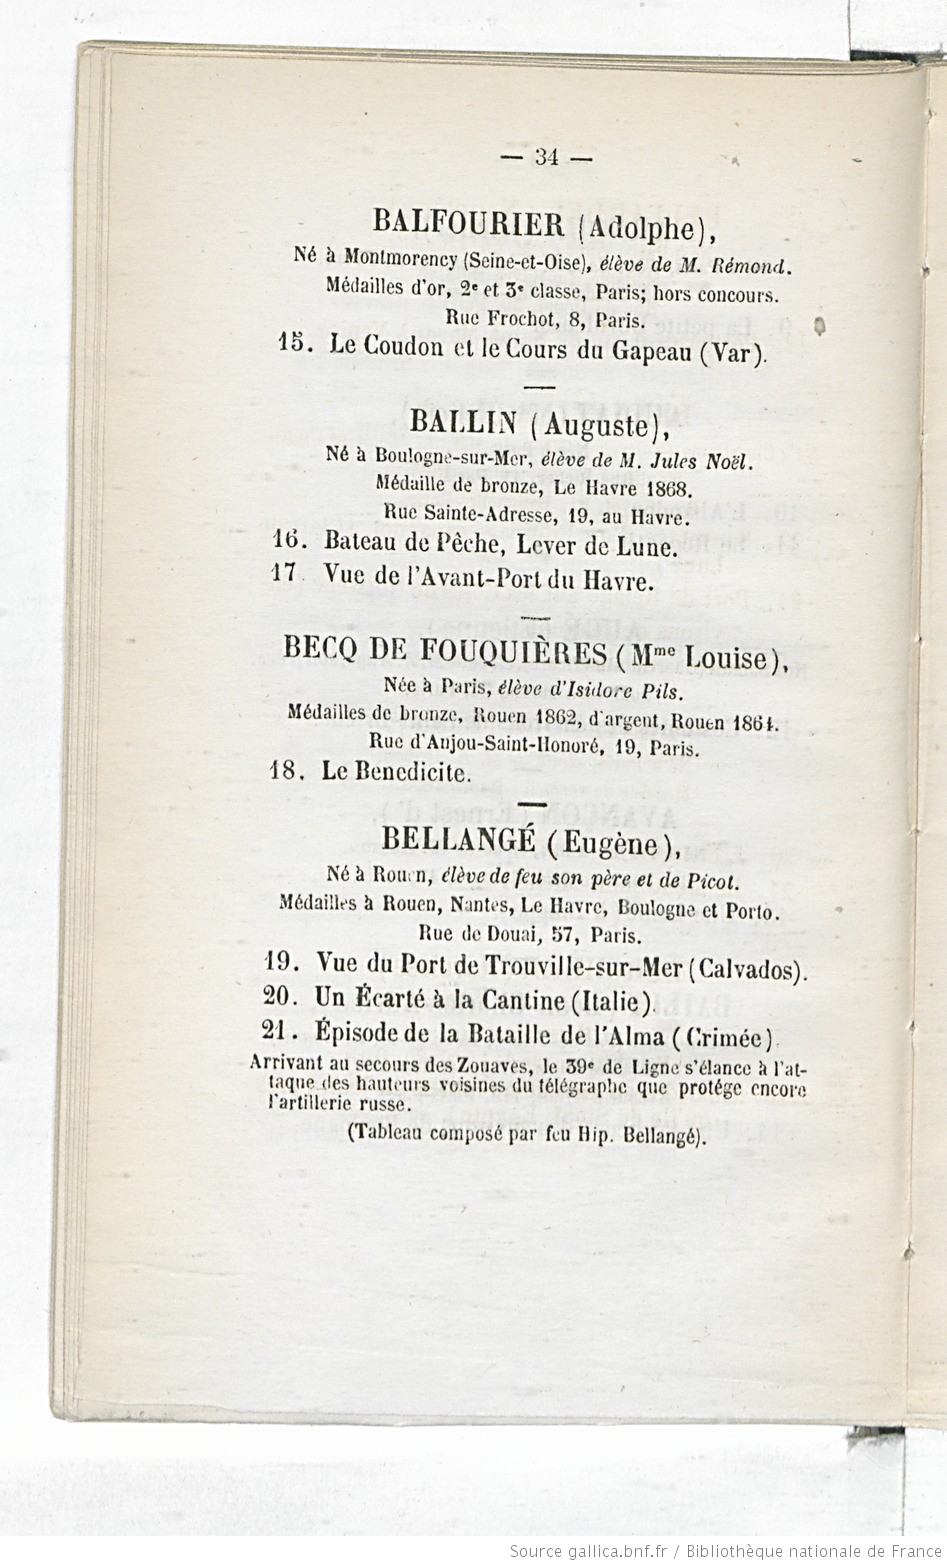 — 34 —
BALFOURIER (Adolphe),
Né à Montmorency (Seine-et-Oise), élève de M. Rémond.
Médailles d'or, 2e et 3e classe, Paris; hors concours.
Rue Frochot, 8, Paris.
15. Le Coudon et le Cours du Gapeau (Var).
BALLIN (Auguste),
Né à Boulogne-sur-Mer, élève de M. Jules Noël.
Médaille de bronze, Le Havre 1868.
Rue Sainte-Adresse, 19, au Havre.
16. Bateau de Pêche, Lever de Lune.
17 Vue de l'Avant-Port du Havre.
BECQ DE FOUQUIÈRES (Mme Louise),
Née à Paris, élève d'Isidore Pils.
Médailles de bronze, Rouen 1862, d'argent, Rouen 1864.
Rue d'Anjou-Saint-Honoré, 19, Paris.
18. Le Benedicite.
BELLANGÉ (Eugène),
Né à Rouen, élève de feu son père et de Picot.
Médailles à Rouen, Nantes, Le Havre, Boulogne et Porto.
Rue de Douai, 57, Paris.
19. Vue du Port de Trouville-sur-Mer (Calvados).
20. Un Écarté à la Cantine (Italie).
21. Épisode de la Bataille de l'Alma (Crimée)
Arrivant au secours des Zouaves, le 39e de Ligne s'élance à l'at-
taque des hauteurs voisines du télégraphe que protége encore
l'artillerie russe.
(Tableau composé par feu Hip. Bellangé).
Source gallica.bnf.fr / Bibliothèque nationale de France